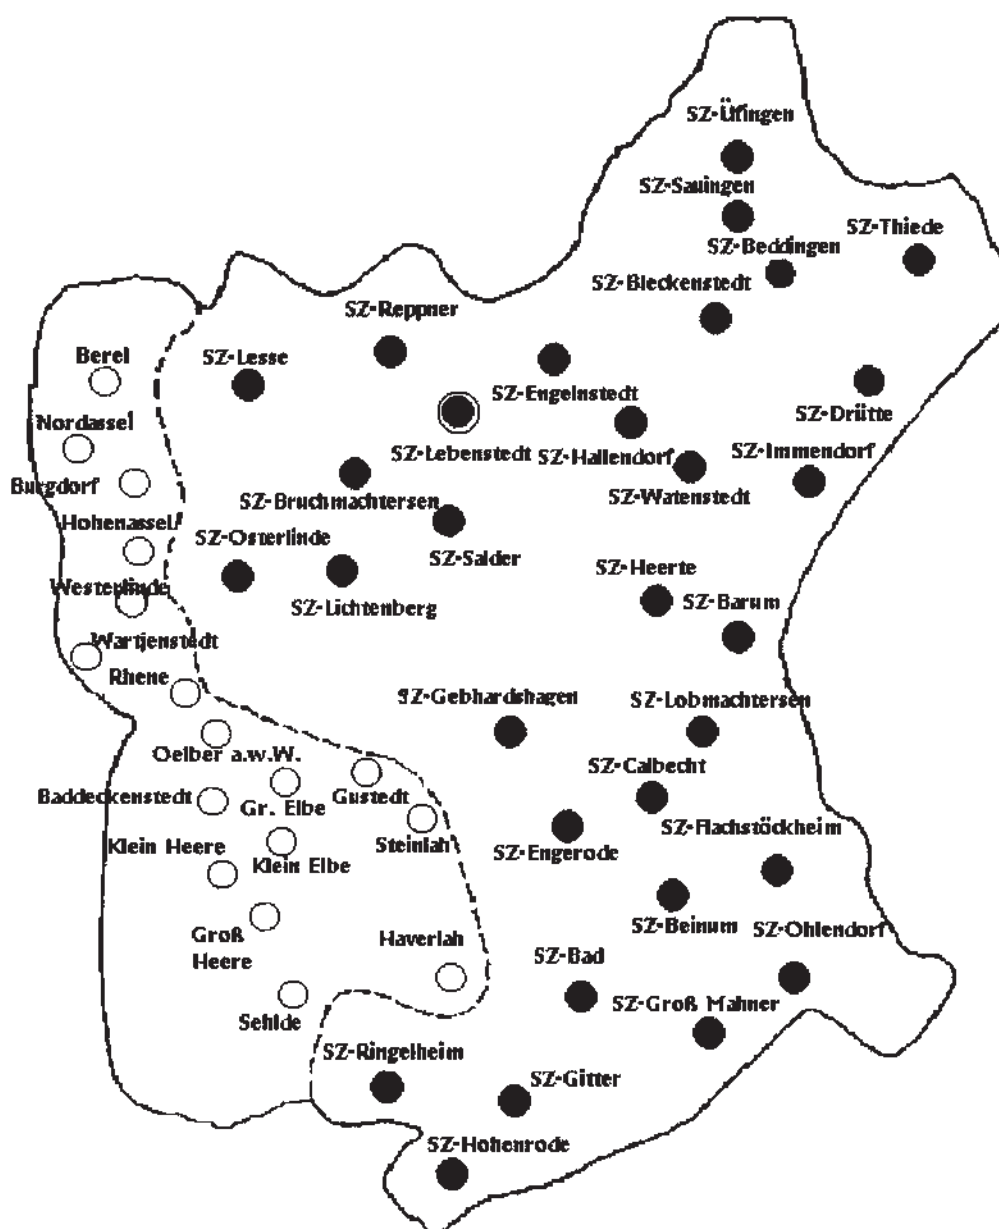 SZ-Üfingen
SZ-Sauingen
SZ-Thiede
SZ-Beddingen
SZ-Bleckenstedt
SZ-Reppner
Berel
SZ-Lesse
SZ-Engelnstedt
SZ-Drütte
Nordassel
SZ-Lebenstedt
SZ-Hallendorf
SZ-Immendorf
Burgdorf
SZ-Watenstedt
SZ-Bruchmachtersen
Hohenassel
SZ-Osterlinde
SZ-Salder
SZ-Heerte
Westerlinde
SZ-Lichtenberg
SZ-Barum
Wartjenstedt
Rhene
SZ-Gebhardshagen
SZ-Lobmachtersen
Oelber a.w.W.
SZ-Calbecht
Baddeckenstedt
Gr. Elbe
Gustedt
SZ-Flachstöckheim
Klein Heere
Steinlah
SZ-Engerode
Klein Elbe
SZ-Beinum
SZ-Ohlendorf
Groß
Heere
Haverlah
SZ-Bad
SZ-Groß Mahner
Sehlde
SZ-Ringelheim
SZ-Gitter
SZ-Hohenrode